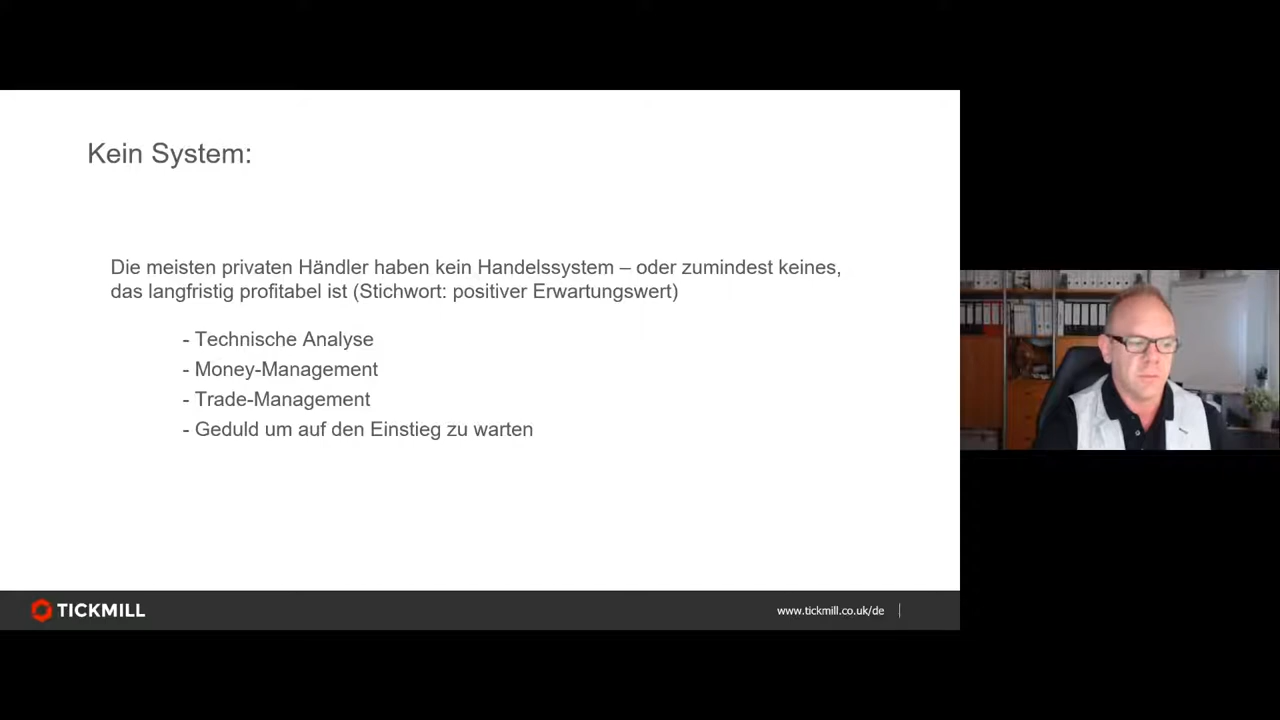 Kein System:
Die meisten privaten Händler haben kein Handelssystem – oder zumindest keines,
das langfristig profitabel ist (Stichwort: positiver Erwartungswert)
- Technische Analyse
- Money-Management
- Trade-Management
- Geduld um auf den Einstieg zu warten
TICKMILL
www.tickmill.co.uk/de